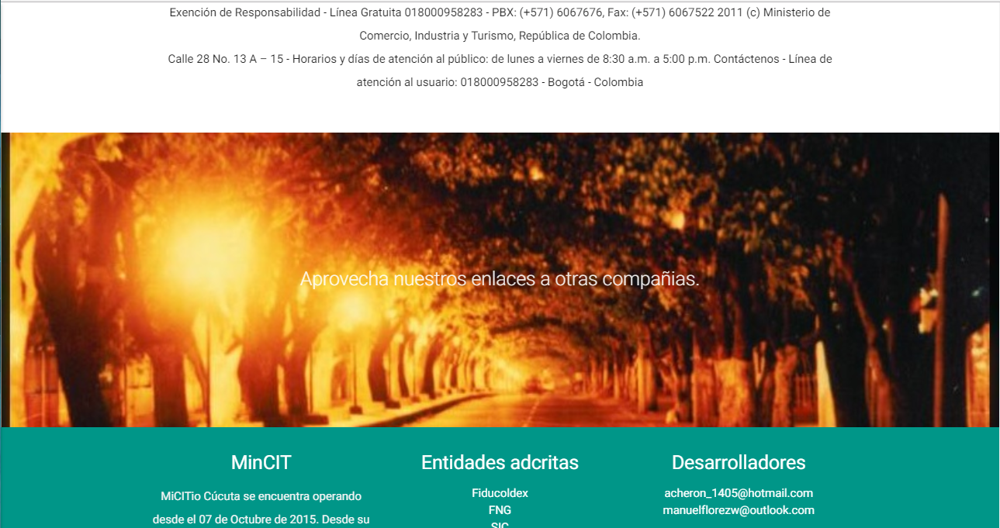 Exención de Responsabilidad - Línea Gratuita 018000958283 - PBX: (+571) 6067676, Fax: (+571) 6067522 2011 (c) Ministerio de
Comercio, Industria y Turismo, República de Colombia.
Calle 28 No. 13 A – 15 - Horarios y días de atención al público: de lunes a viernes de 8:30 a.m. a 5:00 p.m. Contáctenos - Línea de
atención al usuario: 018000958283 - Bogotá - Colombia
Aprovecha nuestros enlaces a otras compañias.
MinCIT
MiCITio Cúcuta se encuentra operando
desde el 07 de Octubre de 2015. Desde su
Entidades adcritas
Fiducoldex
FNG
SIC
Desarrolladores
acheron_1405@hotmail.com
manuelflorezw@outlook.com